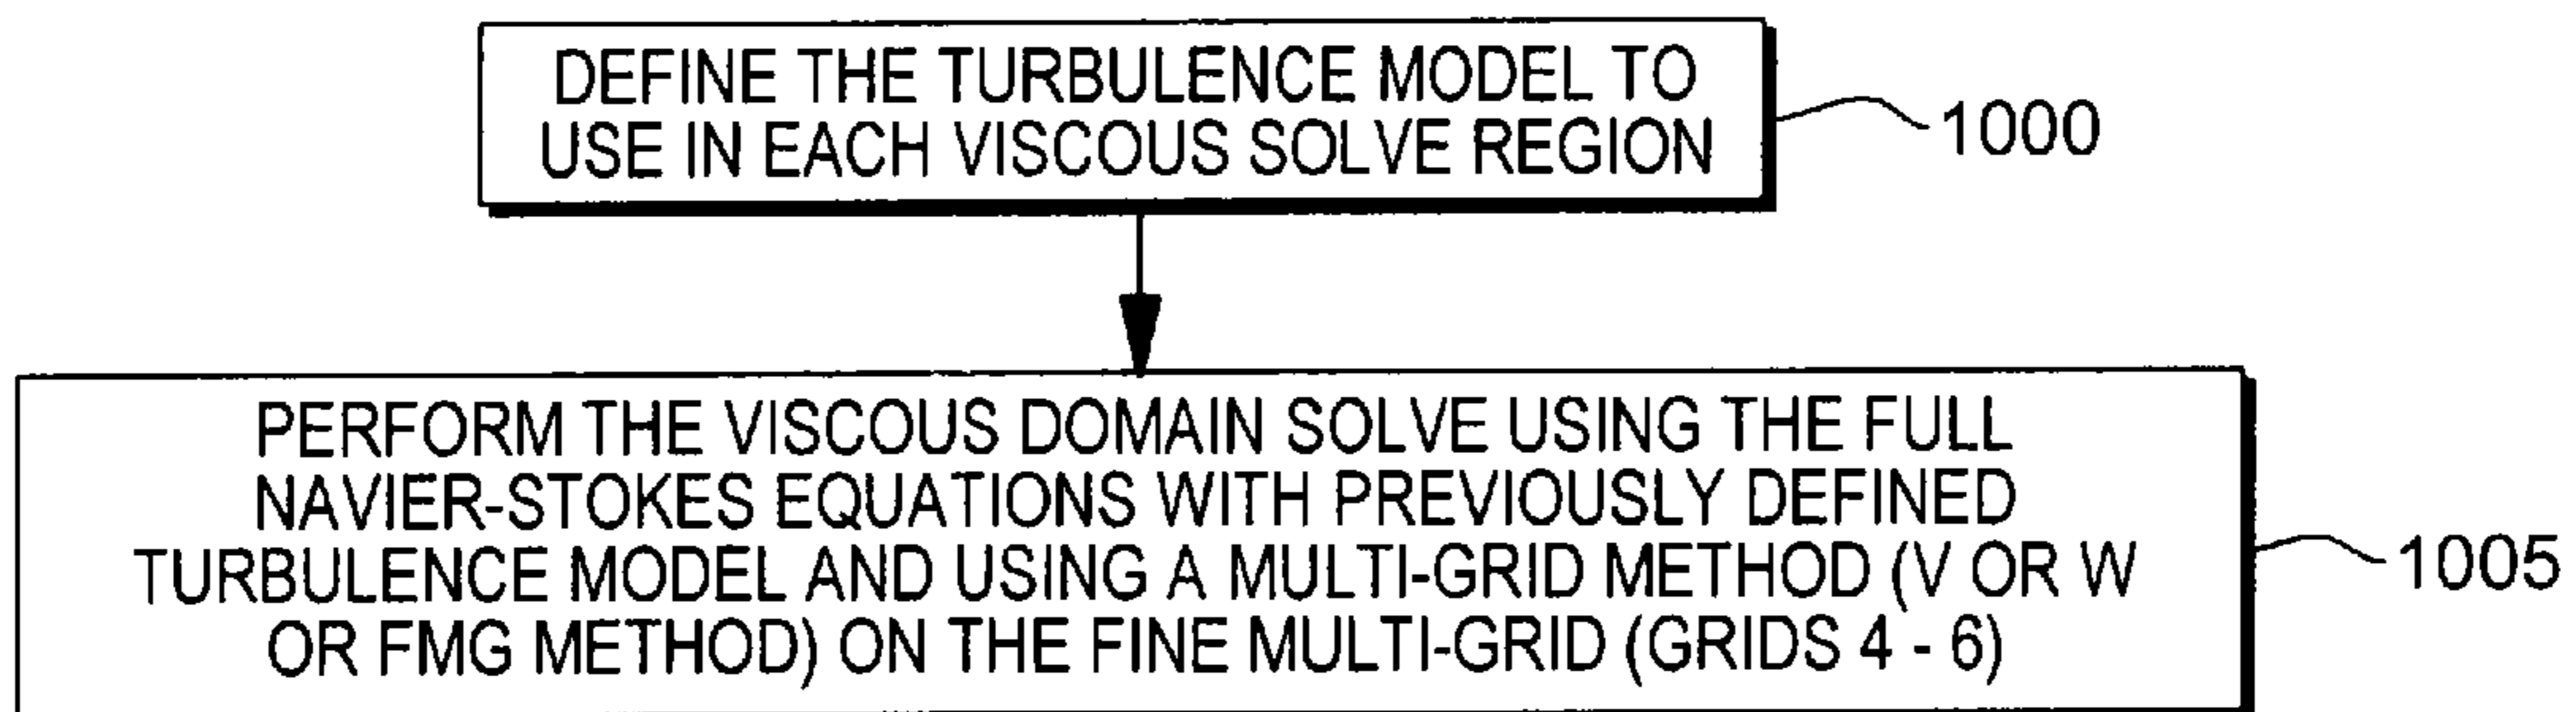 DEFINE THE TURBULENCE MODEL TO
USE IN EACH VISCOUS SOLVE REGION
1000
PERFORM THE VISCOUS DOMAIN SOLVE USING THE FULL
NAVIER-STOKES EQUATIONS WITH PREVIOUSLY DEFINED
TURBULENCE MODEL AND USING A MULTI-GRID METHOD (V OR W
OR FMG METHOD) ON THE FINE MULTI-GRID (GRIDS 4 - 6)
1005